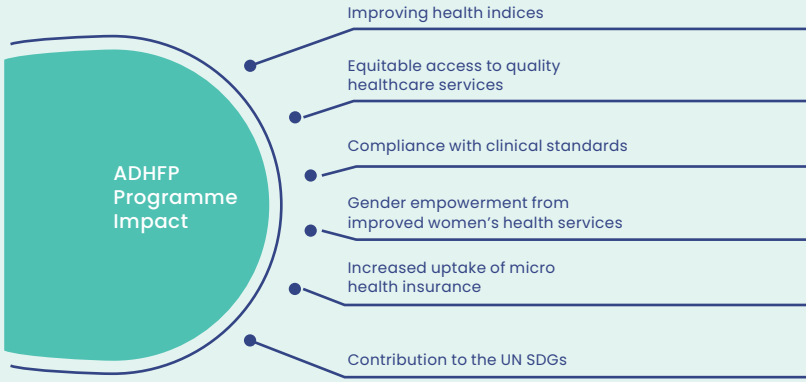 Improving health indices
Equitable access to quality
healthcare services
Compliance with clinical standards
ADHFP
Programme
Impact
Gender empowerment from
improved women’s health services
Increased uptake of micro
health insurance
Contribution to the UN SDGs